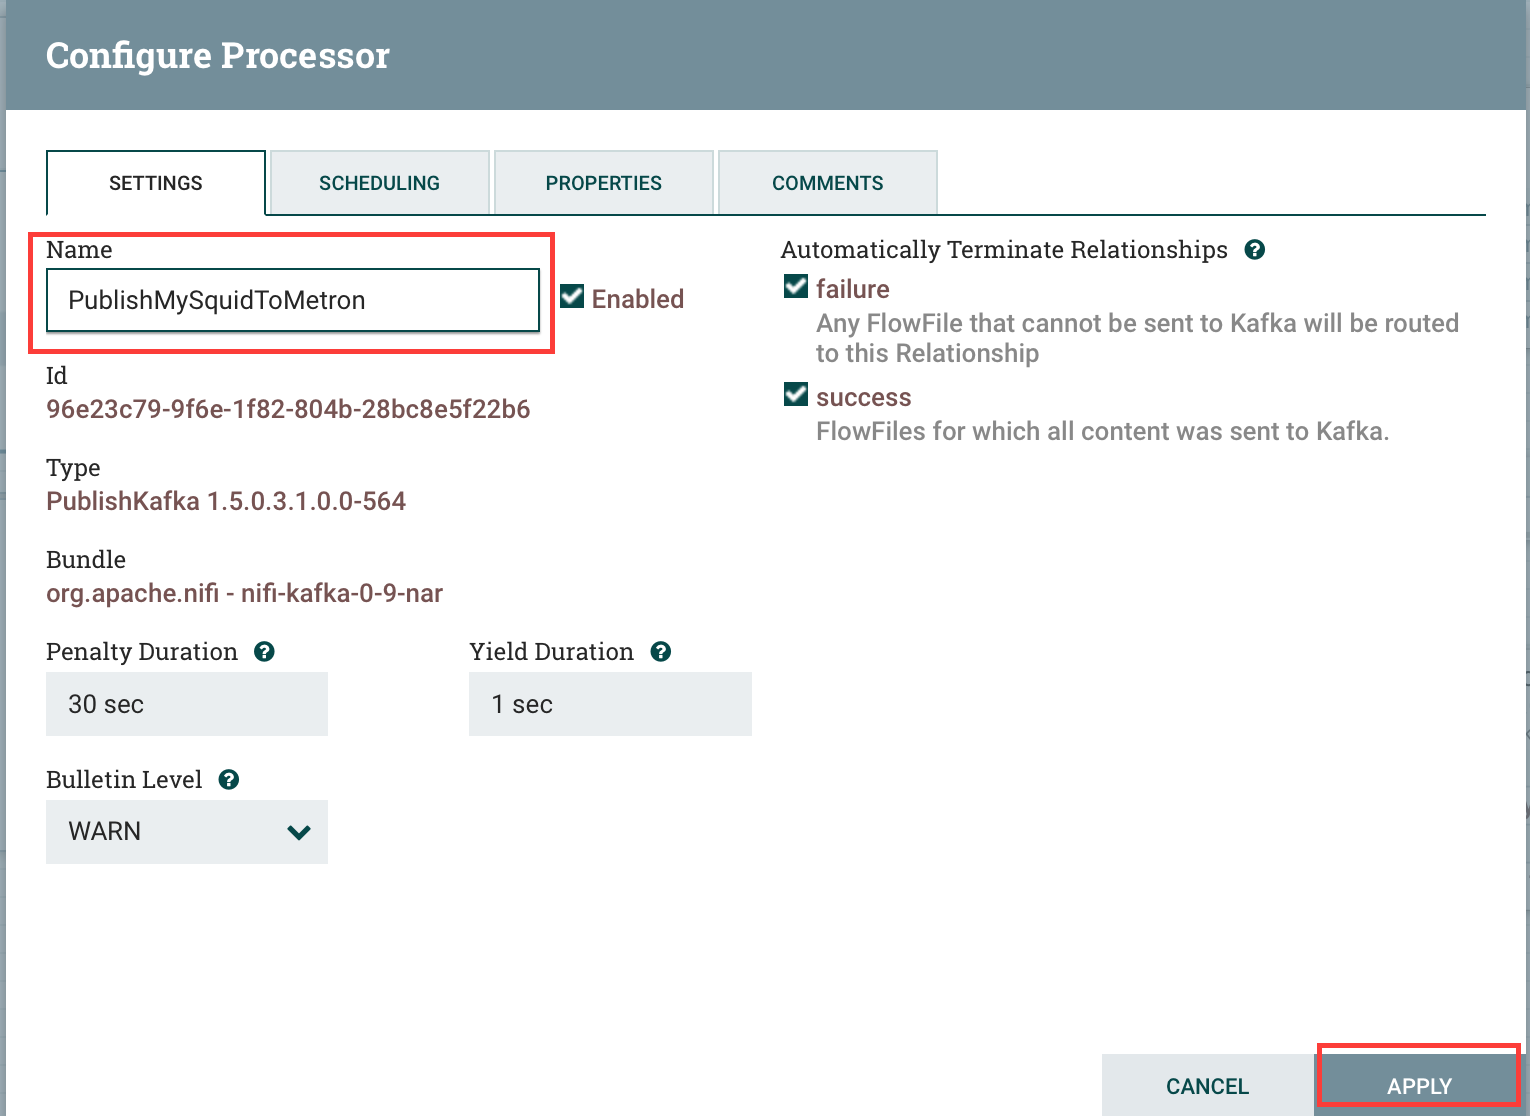 Configure Processor
SETTINGS
SCHEDULING
PROPERTIES
COMMENTS
Name
PublishMySquidToMetron
Enabled
Id
96e23c79-9f6e-1f82-804b-28bc8e5f22b6
Type
PublishKafka 1.5.0.3.1.0.0-564
Bundle
org.apache.nifi - nifi-kafka-0-9-nar
Penalty Duration
30 sec
Yield Duration
1 sec
Bulletin Level
WARN
Automatically Terminate Relationships
failure
Any FlowFile that cannot be sent to Kafka will be routed
to this Relationship
success
FlowFiles for which all content was sent to Kafka.
CANCEL
APPLY